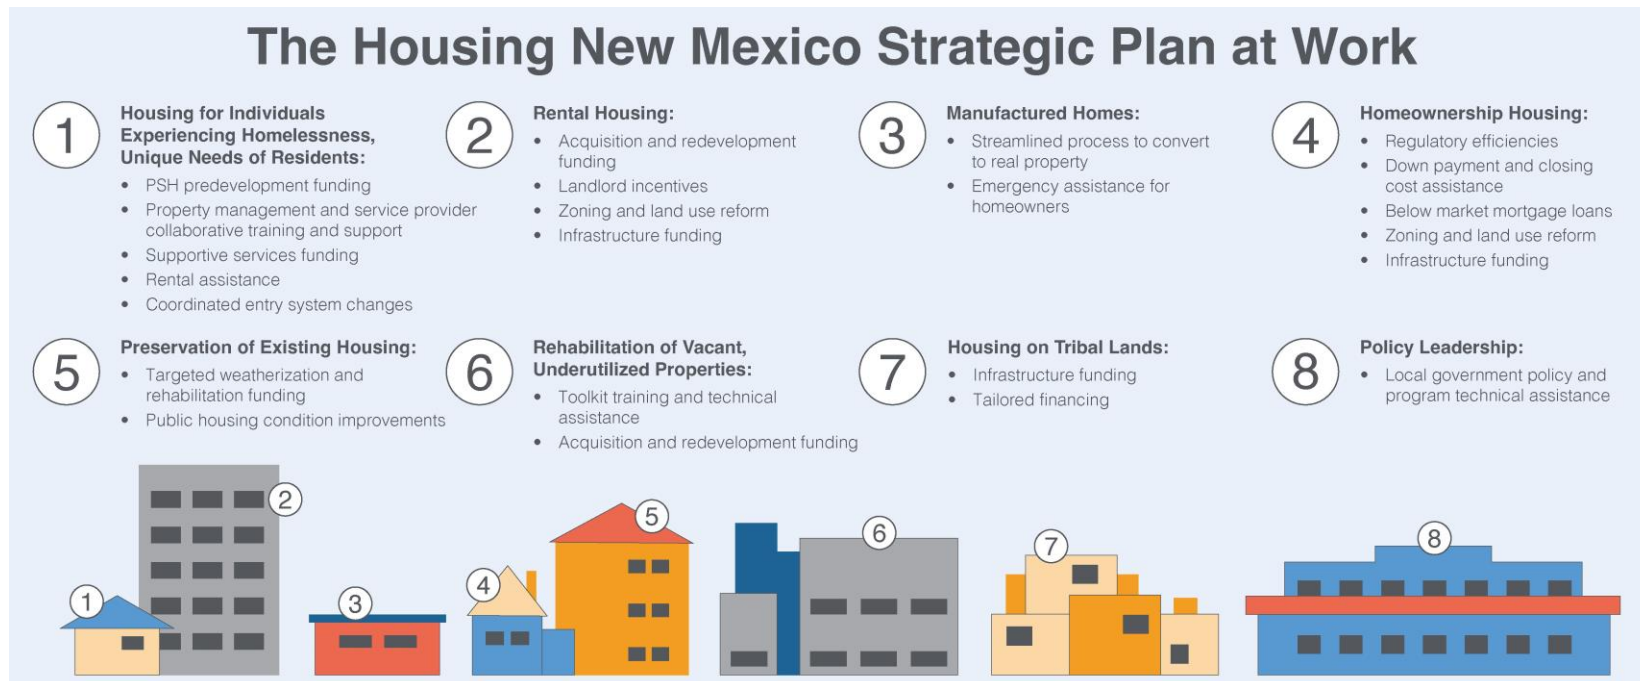 The Housing New Mexico Strategic Plan at Work
1
Housing for Individuals
Experiencing Homelessness,
Unique Needs of Residents:
• PSH predevelopment funding
• Property management and service provider
collaborative training and support
• Supportive services funding
• Rental assistance
• Coordinated entry system changes
2
Rental Housing:
• Acquisition and redevelopment
funding
• Landlord incentives
• Zoning and land use reform
• Infrastructure funding
3
Manufactured Homes:
• Streamlined process to convert
to real property
• Emergency assistance for
homeowners
4
Homeownership Housing:
• Regulatory efficiencies
• Down payment and closing
cost assistance
• Below market mortgage loans
• Zoning and land use reform
• Infrastructure funding
5
Preservation of Existing Housing:
• Targeted weatherization and
rehabilitation funding
• Public housing condition improvements
6
Rehabilitation of Vacant,
Underutilized Properties:
• Toolkit training and technical
assistance
• Acquisition and redevelopment funding
7
Housing on Tribal Lands:
• Infrastructure funding
• Tailored financing
8
Policy Leadership:
• Local government policy and
program technical assistance
1
2
3
4
5
6
7
8